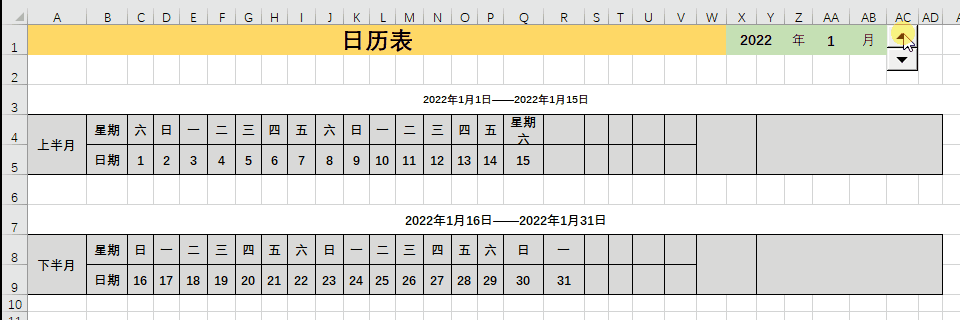 A B C D E F G H I J K L M N O P Q R S T U V W X Y Z AA AB AC AD
1 日历表 2022 年 1 月
2
3 2022年1月1日——2022年1月15日
4 上半月 星期 六 日 一 二 三 四 五 六 日 一 二 三 四 五 星期六
5 日期 1 2 3 4 5 6 7 8 9 10 11 12 13 14 15
6
7 2022年1月16日——2022年1月31日
8 下半月 星期 日 一 二 三 四 五 六 日 一 二 三 四 五 六 日 一
9 日期 16 17 18 19 20 21 22 23 24 25 26 27 28 29 30 31
10